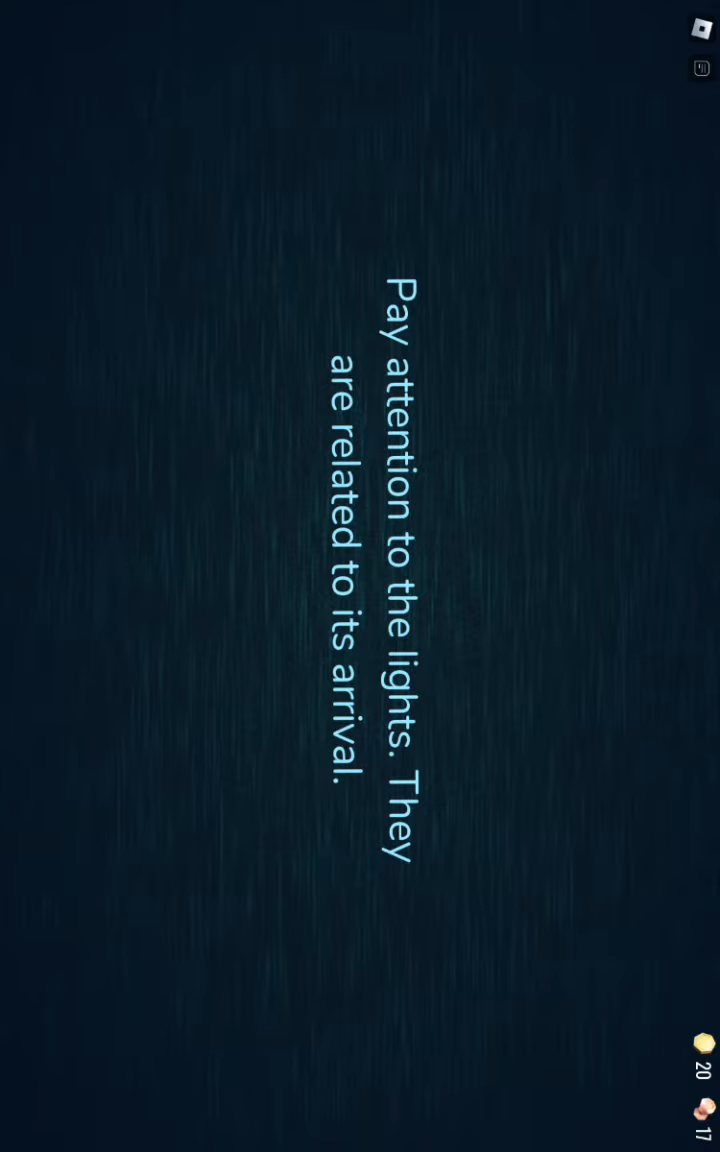 Pay attention to the lights. They
are related to its arrival.
20
17